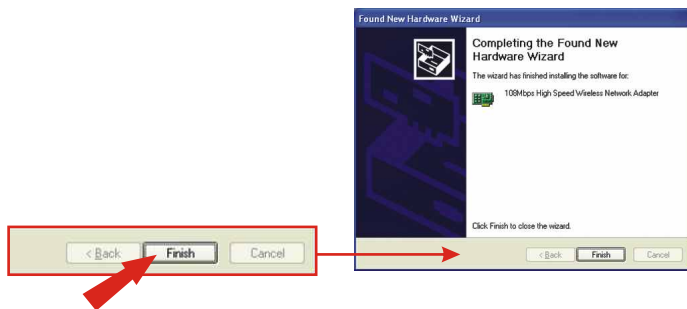 Found New Hardware Wizard
Completing the Found New
Hardware Wizard
The wizard has finished installing the software for:
108Mbps High Speed Wireless Network Adapter
Click Finish to close the wizard.
< Back Finish Cancel
< Back Finish Cancel